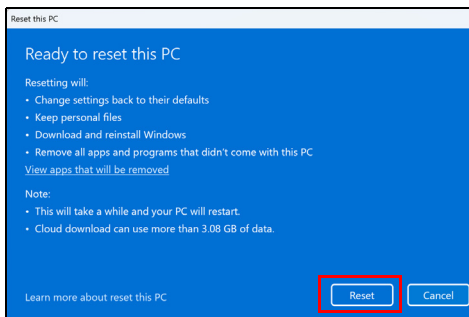 Reset this PC
Ready to reset this PC
Resetting will:
• Change settings back to their defaults
• Keep personal files
• Download and reinstall Windows
• Remove all apps and programs that didn't come with this PC
View apps that will be removed
Note:
• This will take a while and your PC will restart.
• Cloud download can use more than 3.08 GB of data.
Learn more about reset this PC
Reset
Cancel